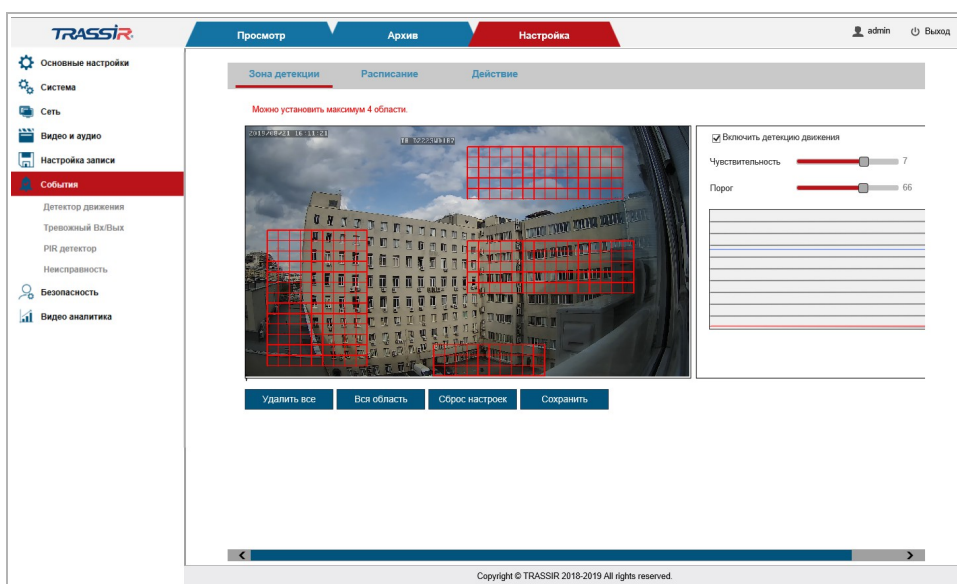 TRASSIR
Просмотр
Архив
Настройка
admin
Выход
Основные настройки
Система
Сеть
Видео и аудио
Настройка записи
События
Детектор движения
Тревожный Вх/Вых
PIR детектор
Неисправность
Безопасность
Видео аналитика
Зона детекции
Расписание
Действие
Можно установить максимум 4 области.
Включить детекцию движения
Чувствительность
7
Порог
66
Удалить все
Вся область
Сброс настроек
Сохранить
Copyright © TRASSIR 2018-2019 All rights reserved.